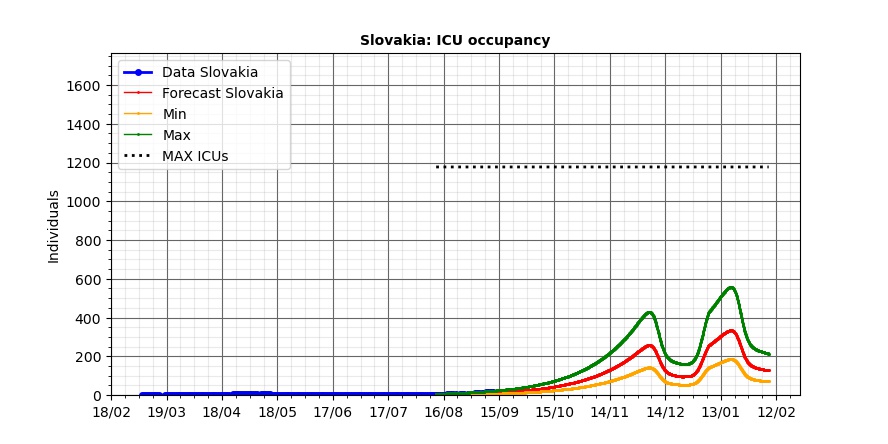 Slovakia: ICU occupancy
Data Slovakia
Forecast Slovakia
Min
Max
MAX ICUs
Individuals
1600
1400
1200
1000
800
600
400
200
0
18/02 19/03 18/04 18/05 17/06 17/07 16/08 15/09 15/10 14/11 14/12 13/01 12/02